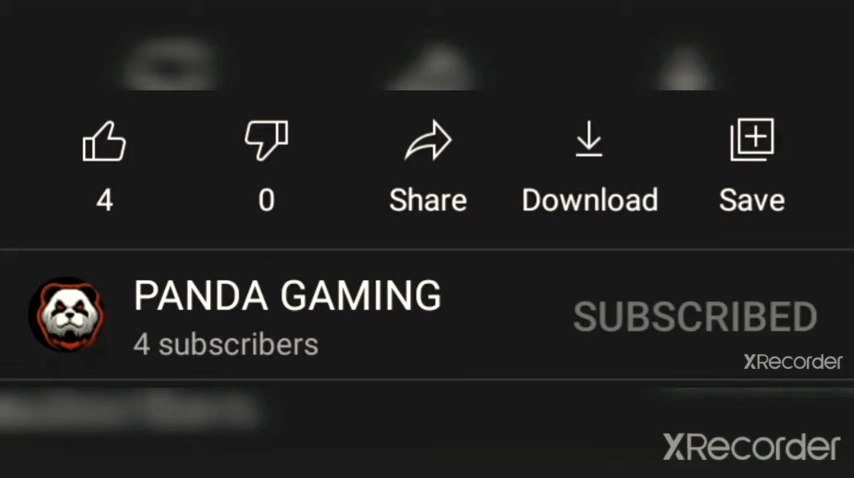 4 0 Share Download Save
PANDA GAMING
SUBSCRIBED
4 subscribers
XRecorder
XRecorder